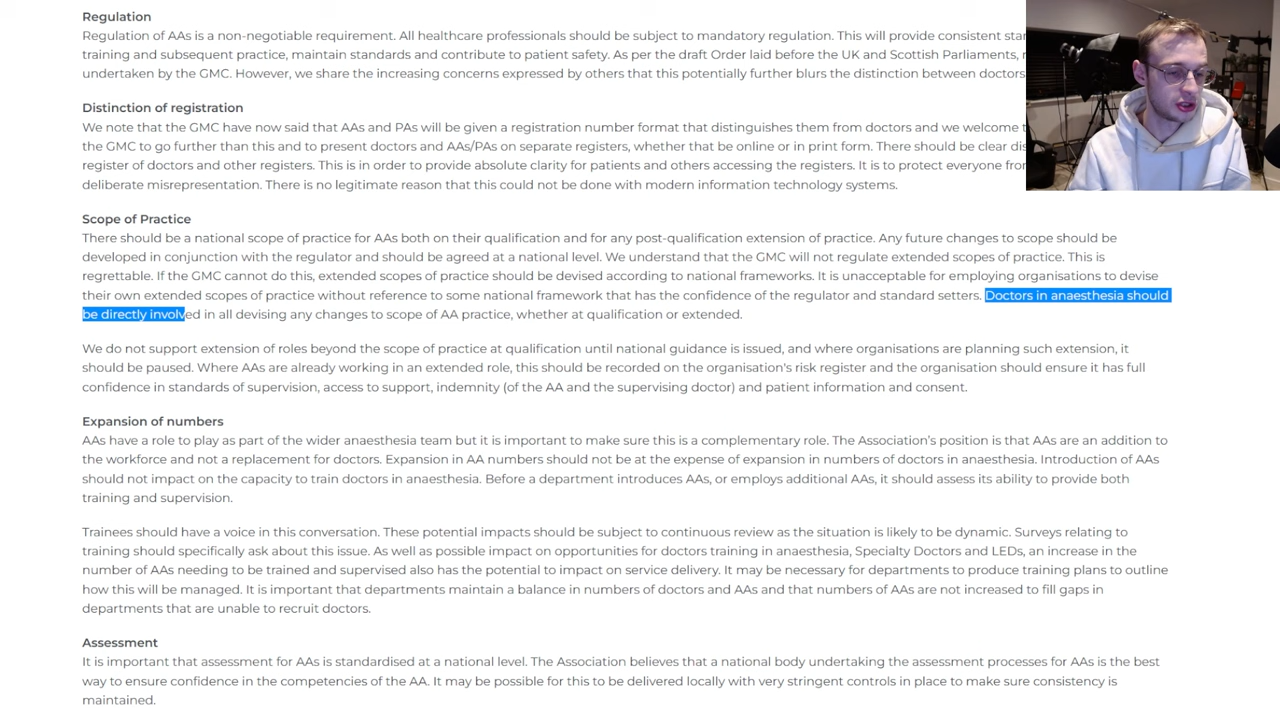 Regulation
Regulation of AAs is a non-negotiable requirement. All healthcare professionals should be subject to mandatory regulation. This will provide consistent
training and subsequent practice, maintain standards and contribute to patient safety. As per the draft Order laid before the UK and Scottish Parliaments,
undertaken by the GMC. However, we share the increasing concerns expressed by others that this potentially further blurs the distinction between doctors
Distinction of registration
We note that the GMC have now said that AAs and PAs will be given a registration number format that distinguishes them from doctors and we welcome
the GMC to go further than this and to present doctors and AAs/PAs on separate registers, whether that be online or in print form. There should be clear
register of doctors and other registers. This is in order to provide absolute clarity for patients and others accessing the registers. It is to protect everyone
deliberate misrepresentation. There is no legitimate reason that this could not be done with modern information technology systems.
Scope of Practice
There should be a national scope of practice for AAs both on their qualification and for any post-qualification extension of practice. Any future changes to scope should be
developed in conjunction with the regulator and should be agreed at a national level. We understand that the GMC will not regulate extended scopes of practice. This is
regrettable. If the GMC cannot do this, extended scopes of practice should be devised according to national frameworks. It is unacceptable for employing organisations to devise
their own extended scopes of practice without reference to some national framework that has the confidence of the regulator and standard setters. Doctors in anaesthesia should
be directly involved in all devising any changes to scope of AA practice, whether at qualification or extended.
We do not support extension of roles beyond the scope of practice at qualification until national guidance is issued, and where organisations are planning such extension, it
should be paused. Where AAs are already working in an extended role, this should be recorded on the organisation's risk register and the organisation should ensure it has full
confidence in standards of supervision, access to support, indemnity (of the AA and the supervising doctor) and patient information and consent.
Expansion of numbers
AAs have a role to play as part of the wider anaesthesia team but it is important to make sure this is a complementary role. The Association’s position is that AAs are an addition to
the workforce and not a replacement for doctors. Expansion in AA numbers should not be at the expense of expansion in numbers of doctors in anaesthesia. Introduction of AAs
should not impact on the capacity to train doctors in anaesthesia. Before a department introduces AAs, or employs additional AAs, it should assess its ability to provide both
training and supervision.
Trainees should have a voice in this conversation. These potential impacts should be subject to continuous review as the situation is likely to be dynamic. Surveys relating to
training should specifically ask about this issue. As well as possible impact on opportunities for doctors training in anaesthesia, Specialty Doctors and LEDs, an increase in the
number of AAs needing to be trained and supervised also has the potential to impact on service delivery. It may be necessary for departments to produce training plans to outline
how this will be managed. It is important that departments maintain a balance in numbers of doctors and AAs and that numbers of AAs are not increased to fill gaps in
departments that are unable to recruit doctors.
Assessment
It is important that assessment for AAs is standardised at a national level. The Association believes that a national body undertaking the assessment processes for AAs is the best
way to ensure confidence in the competencies of the AA. It may be possible for this to be delivered locally with very stringent controls in place to make sure consistency is
maintained.